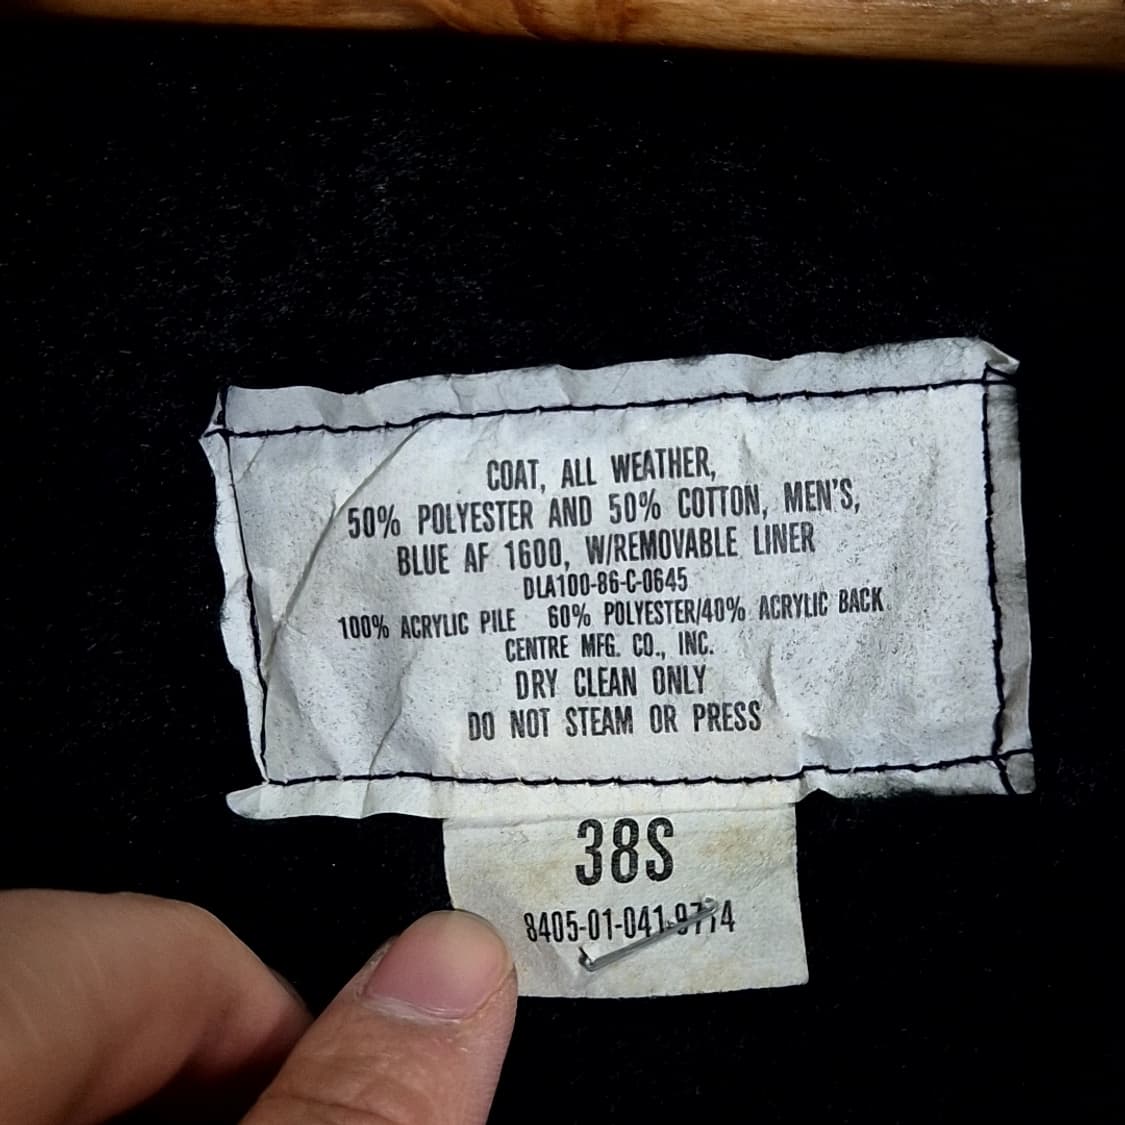 COAT, ALL WEATHER,
50% POLYESTER AND 50% COTTON, MEN'S,
BLUE AF 1600, W/REMOVABLE LINER
DLA100-86-C-0645
100% ACRYLIC PILE 60% POLYESTER/40% ACRYLIC BACK
CENTRE MFG. CO., INC.
DRY CLEAN ONLY
DO NOT STEAM OR PRESS
38S